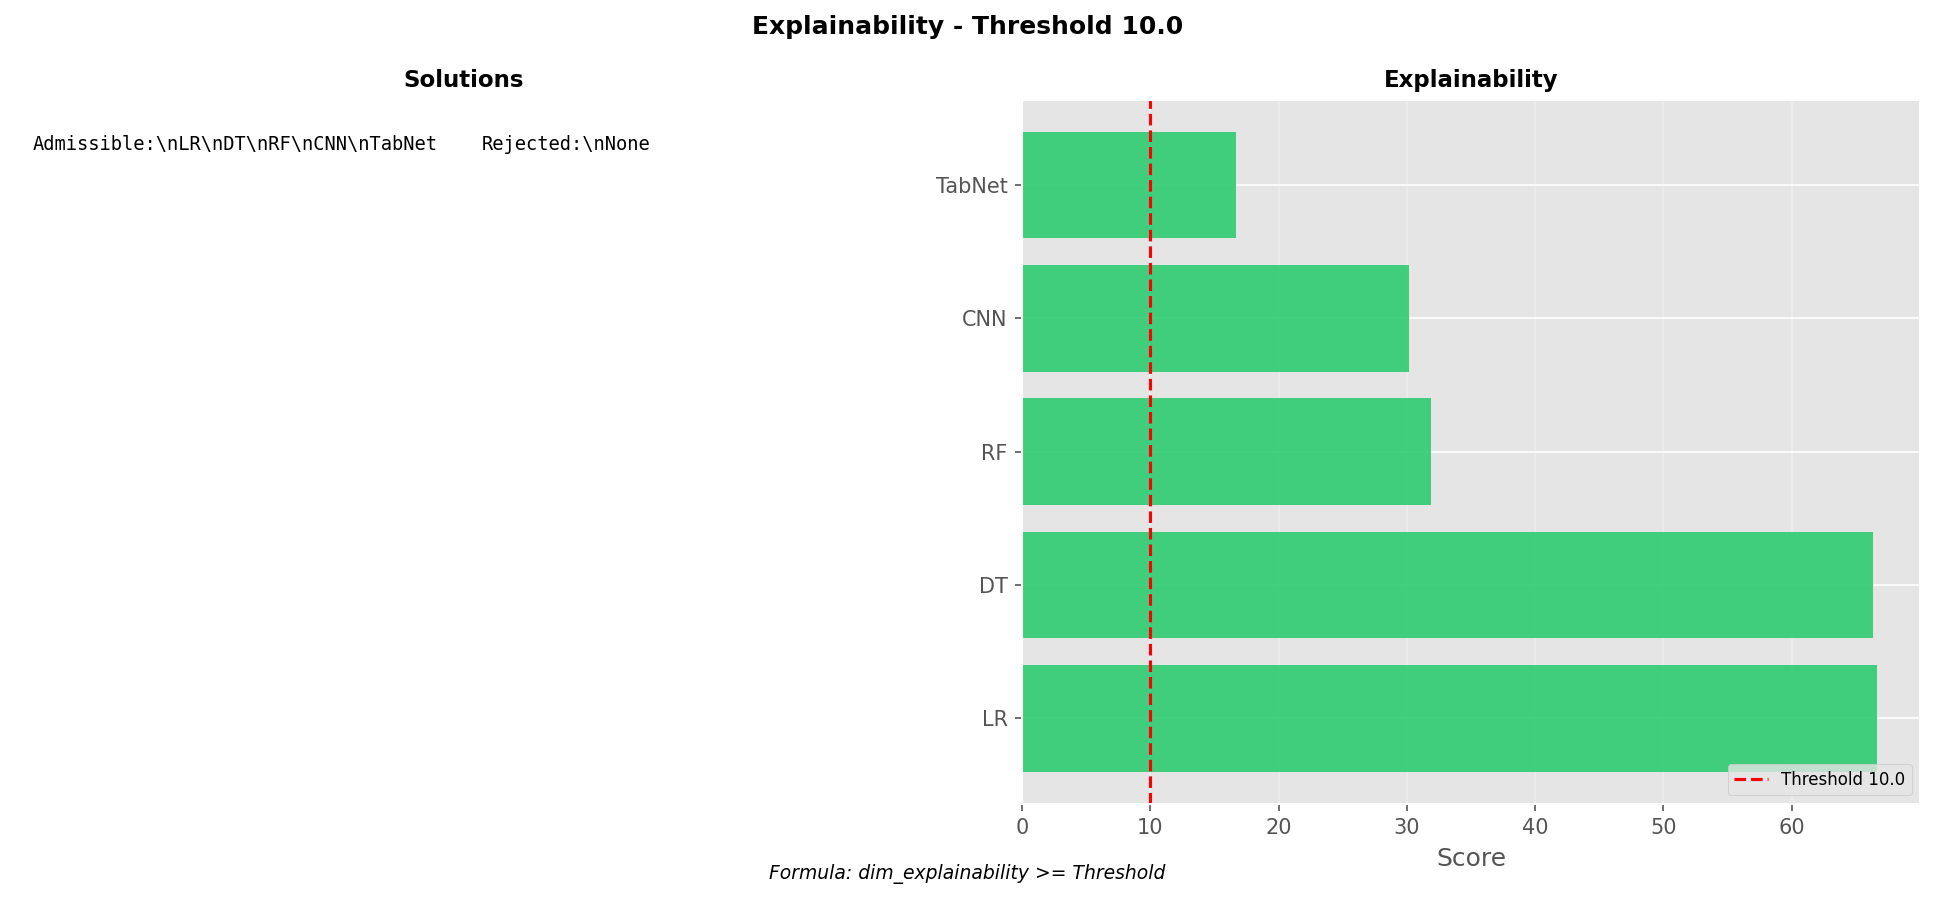 Explainability - Threshold 10.0
Solutions
Admissible:\nLR\nDT\nRF\nCNN\nTabNet    Rejected:\nNone
Explainability
TabNet
CNN
RF
DT
LR
Threshold 10.0
0 10 20 30 40 50 60
Score
Formula: dim_explainability >= Threshold